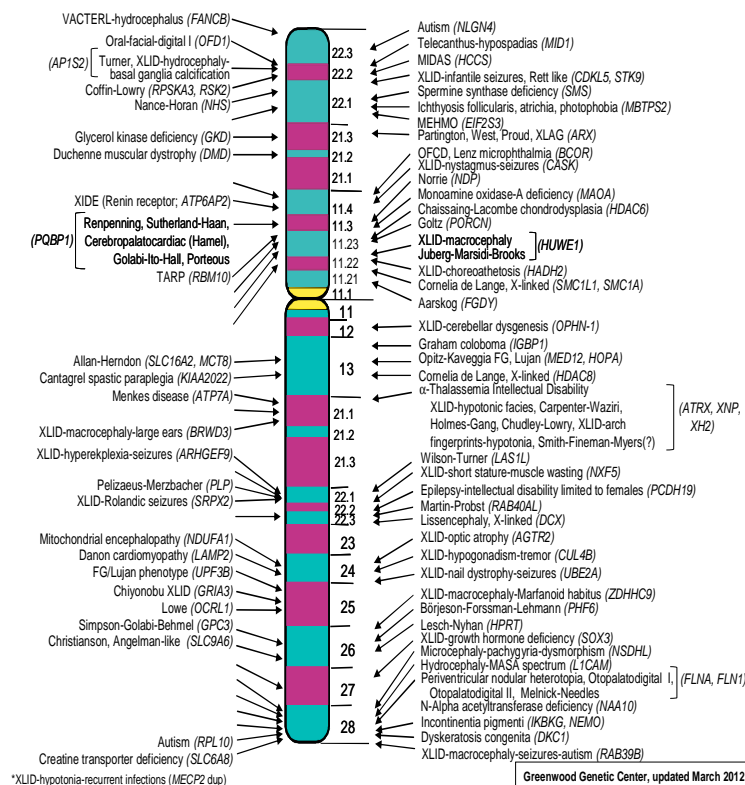 VACTERL-hydrocephalus (FANCB)
Oral-facial-digital I (OFD1)
(AP1S2)
Turner, XLID-hydrocephaly-
basal ganglia calcification
Coffin-Lowry (RPSKA3, RSK2)
Nance-Horan (NHS)
Glycerol kinase deficiency (GKD)
Duchenne muscular dystrophy (DMD)
XIDE (Renin receptor; ATP6AP2)
(PQBP1)
Renpenning, Sutherland-Haan,
Cerebropalatocardiac (Hamel),
Golabi-Ito-Hall, Porteous
TARP (RBM10)
Allan-Herndon (SLC16A2, MCT8)
Cantagrel spastic paraplegia (KIAA2022)
Menkes disease (ATP7A)
XLID-macrocephaly-large ears (BRWD3)
XLID-hyperekplexia-seizures (ARHGEF9)
Pelizaeus-Merzbacher (PLP)
XLID-Rolandic seizures (SRPX2)
Mitochondrial encephalopathy (NDUFA1)
Danon cardiomyopathy (LAMP2)
FG/Lujan phenotype (UPF3B)
Chiyonobu XLID (GRIA3)
Lowe (OCRL1)
Simpson-Golabi-Behmel (GPC3)
Christianson, Angelman-like (SLC9A6)
Autism (RPL10)
Creatine transporter deficiency (SLC6A8)
*XLID-hypotonia-recurrent infections (MECP2 dup)
22.3
22.2
22.1
21.3
21.2
21.1
11.4
11.3
11.23
11.22
11.21
11.1
11
12
13
21.1
21.2
21.3
22.1
22.2
22.3
23
24
25
26
27
28
Autism (NLGN4)
Telecanthus-hypospadias (MID1)
MIDAS (HCCS)
XLID-infantile seizures, Rett like (CDKL5, STK9)
Spermine synthase deficiency (SMS)
Ichthyosis follicularis, atrichia, photophobia (MBTPS2)
MEHMO (EIF2S3)
Partington, West, Proud, XLAG (ARX)
OFCD, Lenz microphthalmia (BCOR)
XLID-nystagmus-seizures (CASK)
Norrie (NDP)
Monoamine oxidase-A deficiency (MAOA)
Chaissaing-Lacombe chondrodysplasia (HDAC6)
Goltz (PORCN)
XLID-macrocephaly
Juberg-Marsidi-Brooks
(HUWE1)
XLID-choreoathetosis (HADH2)
Cornelia de Lange, X-linked (SMC1L1, SMC1A)
Aarskog (FGDY)
XLID-cerebellar dysgenesis (OPHN-1)
Graham coloboma (IGBP1)
Opitz-Kaveggia FG, Lujan (MED12, HOPA)
Cornelia de Lange, X-linked (HDAC8)
α-Thalassemia Intellectual Disability
XLID-hypotonic facies, Carpenter-Waziri,
Holmes-Gang, Chudley-Lowry, XLID-arch
fingerprints-hypotonia, Smith-Fineman-Myers(?)
(ATRX, XNP,
XH2)
Wilson-Turner (LAS1L)
XLID-short stature-muscle wasting (NXF5)
Epilepsy-intellectual disability limited to females (PCDH19)
Martin-Probst (RAB40AL)
Lissencephaly, X-linked (DCX)
XLID-optic atrophy (AGTR2)
XLID-hypogonadism-tremor (CUL4B)
XLID-nail dystrophy-seizures (UBE2A)
XLID-macrocephaly-Marfanoid habitus (ZDHHC9)
Börjeson-Forssman-Lehmann (PHF6)
Lesch-Nyhan (HPRT)
XLID-growth hormone deficiency (SOX3)
Microcephaly-pachygyria-dysmorphism (NSDHL)
Hydrocephaly-MASA spectrum (L1CAM)
Periventricular nodular heterotopia, Otopalatodigital I,
Otopalatodigital II, Melnick-Needles
(FLNA, FLN1)
N-Alpha acetyltransferase deficiency (NAA10)
Incontinentia pigmenti (IKBKG, NEMO)
Dyskeratosis congenita (DKC1)
XLID-macrocephaly-seizures-autism (RAB39B)
Greenwood Genetic Center, updated March 2012